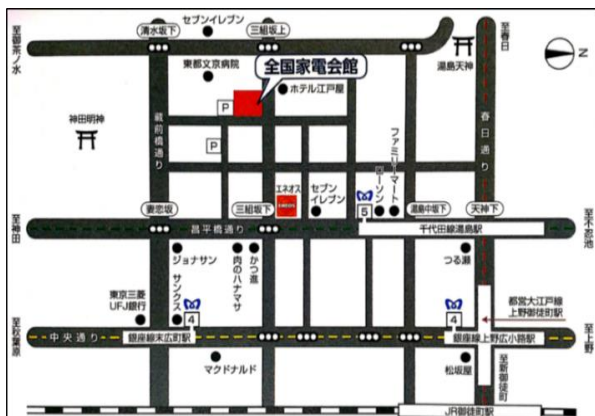 セブンイレブン
至御茶ノ水
清水坂下
三組坂上
至春日
東都文京病院
全国家電会館
湯島天神
N
ホテル江戸屋
P
神田明神
蔵前橋通り
P
ファミリーマート
ローソン
春日通り
エネオス
セブン
イレブン
5
妻恋坂
三組坂下
湯島中坂下
天神下
至神田
昌平橋通り
千代田線湯島駅
至不忍池
ジョナサン
サンクス
肉のハナマサ
かつ進
つる瀬
東京三菱
UFJ銀行
4
4
都営大江戸線
上野御徒町駅
至秋葉原
中央通り
銀座線末広町駅
銀座線上野広小路駅
至上野
マクドナルド
松坂屋
至新御徒町
JR御徒町駅